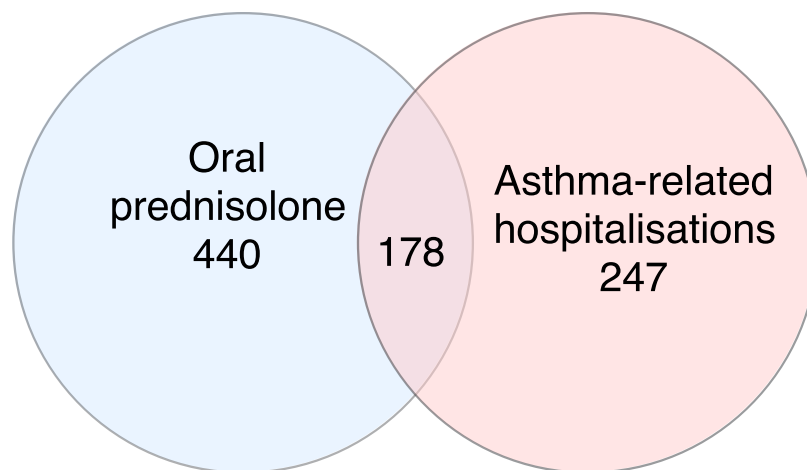 Oral
prednisolone
440
178
Asthma-related
hospitalisations
247